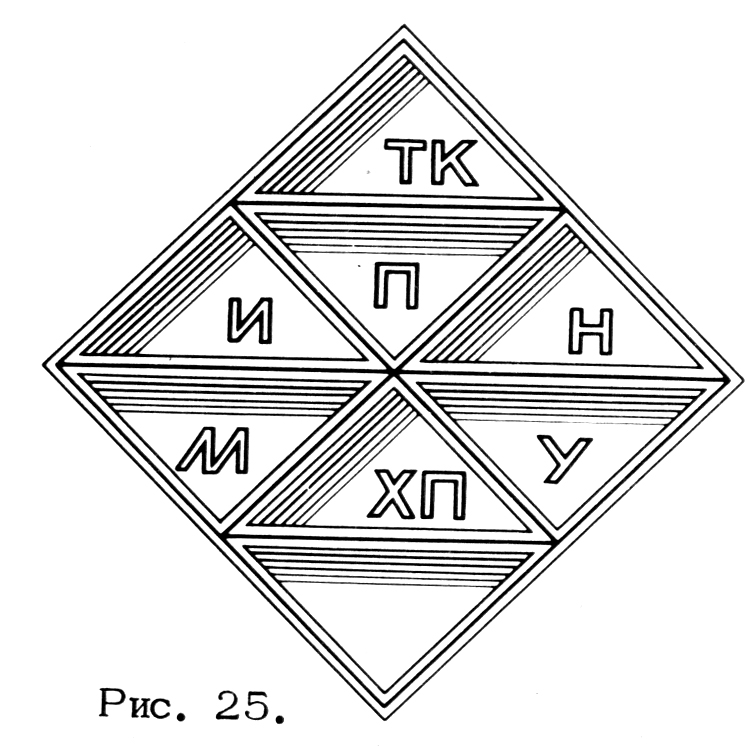 ТК
П
И Н
М ХП У
Рис. 25.